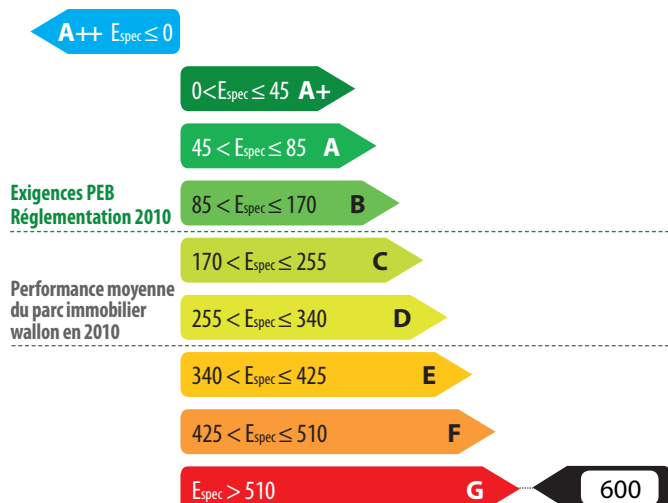 A++ Espec ≤ 0
0<Espec ≤ 45 A+
45 < Espec ≤ 85 A
Exigences PEB
Réglementation 2010
85 < Espec ≤ 170 B
170 < Espec ≤ 255 C
Performance moyenne
du parc immobilier
wallon en 2010
255 < Espec ≤ 340 D
340 < Espec ≤ 425 E
425 < Espec ≤ 510 F
Espec > 510 G 600